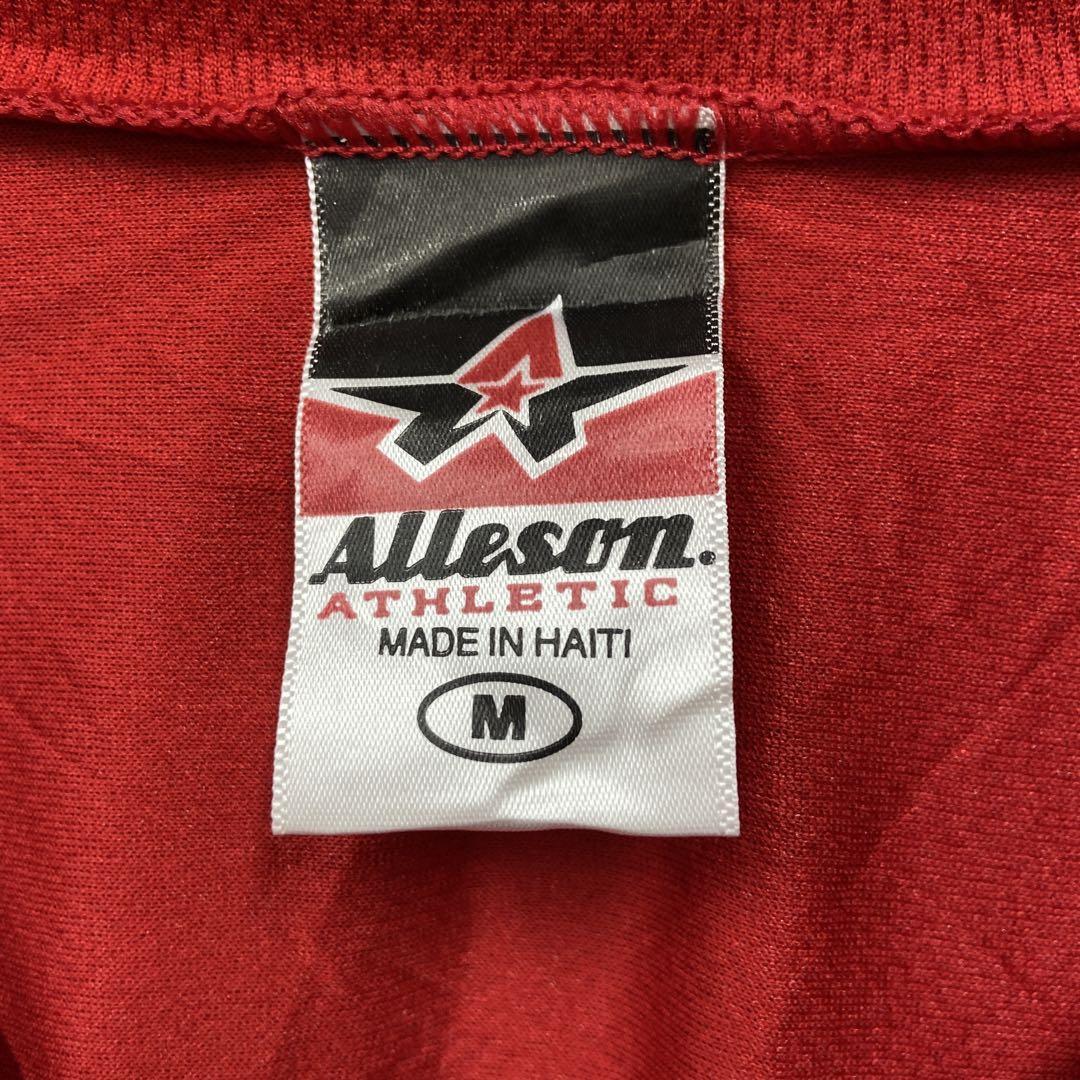 Alleson.
ATHLETIC
MADE IN HAITI
M